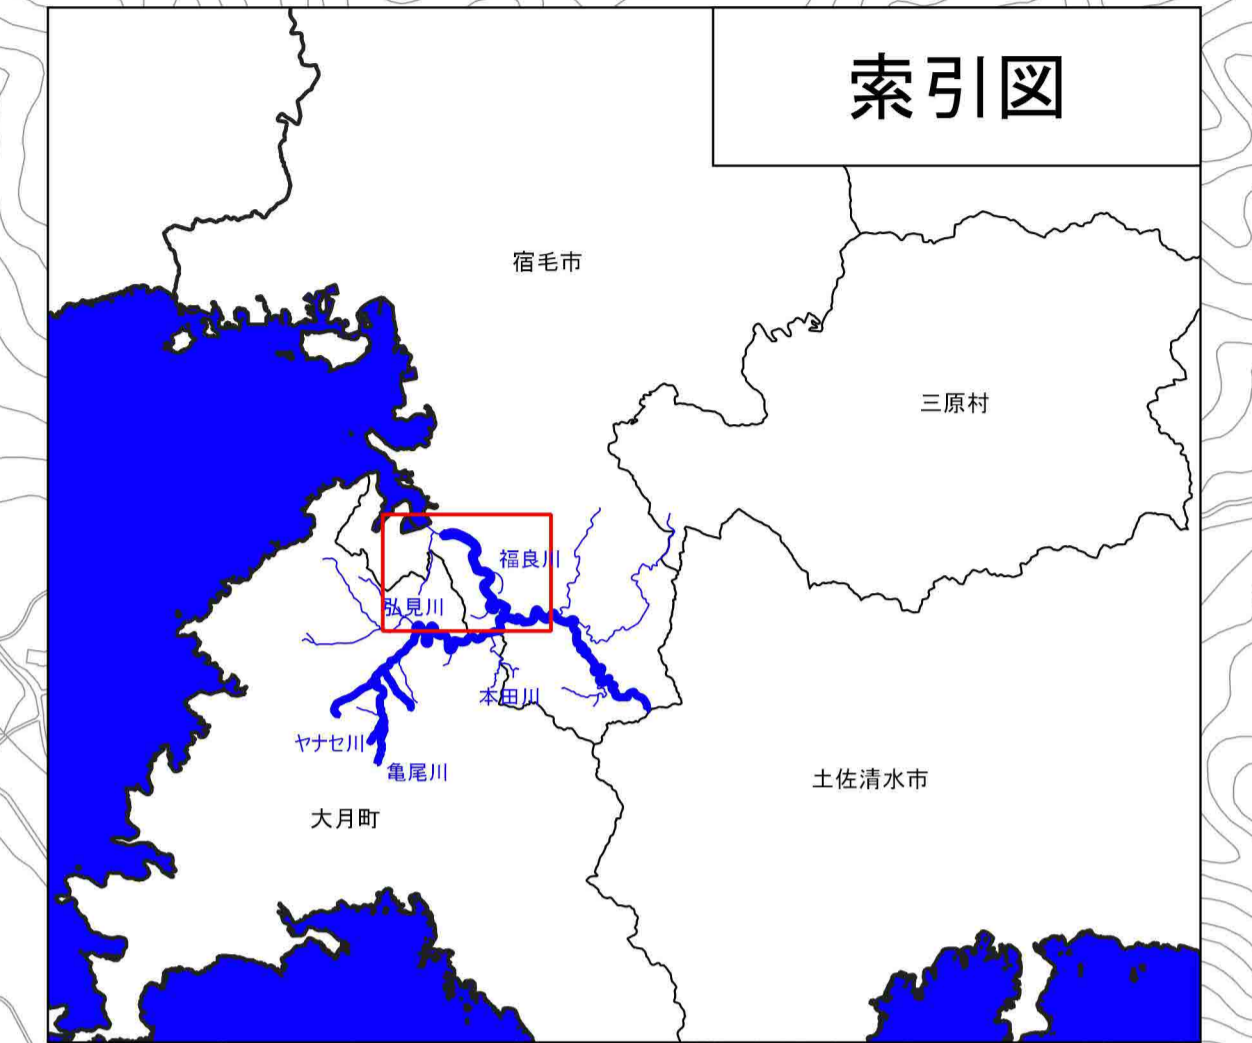 索引図
宿毛市
三原村
福良川
弘見川
本田川
ヤナセ川
亀尾川
土佐清水市
大月町